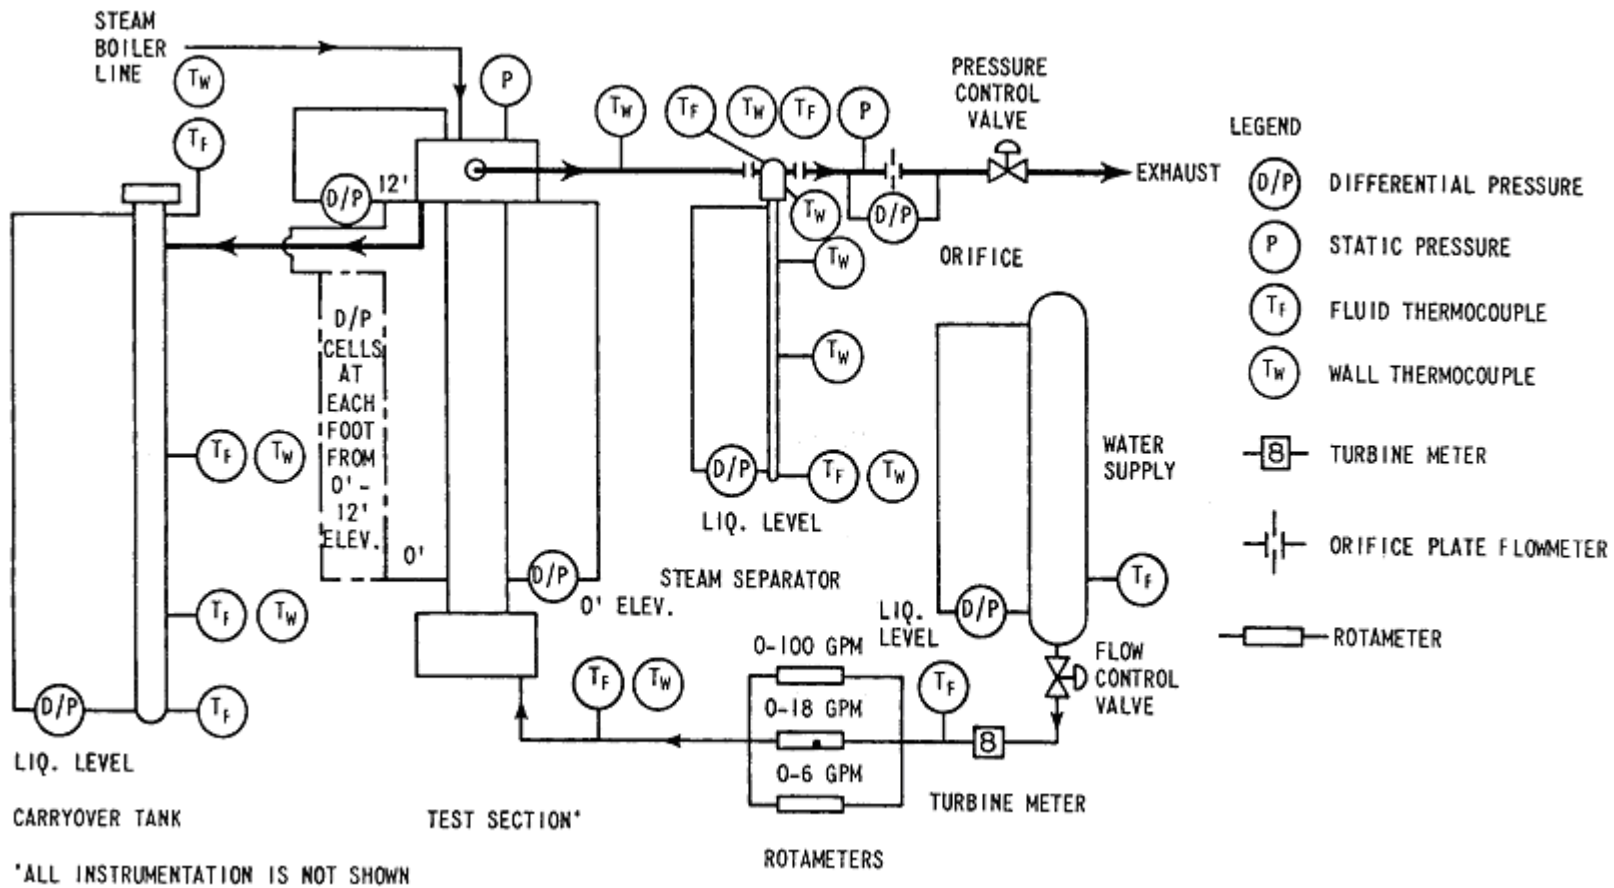 STEAM
BOILER
LINE
TW
TF
P
12'
D/P
TW
TF
TW
TF
P
PRESSURE
CONTROL
VALVE
EXHAUST
TW
D/P
ORIFICE
TW
TW
D/P
TF
TW
LIQ. LEVEL
STEAM SEPARATOR
D/P
CELLS
AT
EACH
FOOT
FROM
0'-
12'
ELEV.
0'
D/P
0' ELEV.
TF
TW
TF
TW
TF
D/P
LIQ. LEVEL
CARRYOVER TANK
TEST SECTION*
TF
TW
0-100 GPM
0-18 GPM
0-6 GPM
ROTAMETERS
TF
8
TURBINE METER
WATER
SUPPLY
TF
D/P
LIQ.
LEVEL
FLOW
CONTROL
VALVE
LEGEND
D/P DIFFERENTIAL PRESSURE
P STATIC PRESSURE
TF FLUID THERMOCOUPLE
TW WALL THERMOCOUPLE
8 TURBINE METER
ORIFICE PLATE FLOWMETER
ROTAMETER
*ALL INSTRUMENTATION IS NOT SHOWN